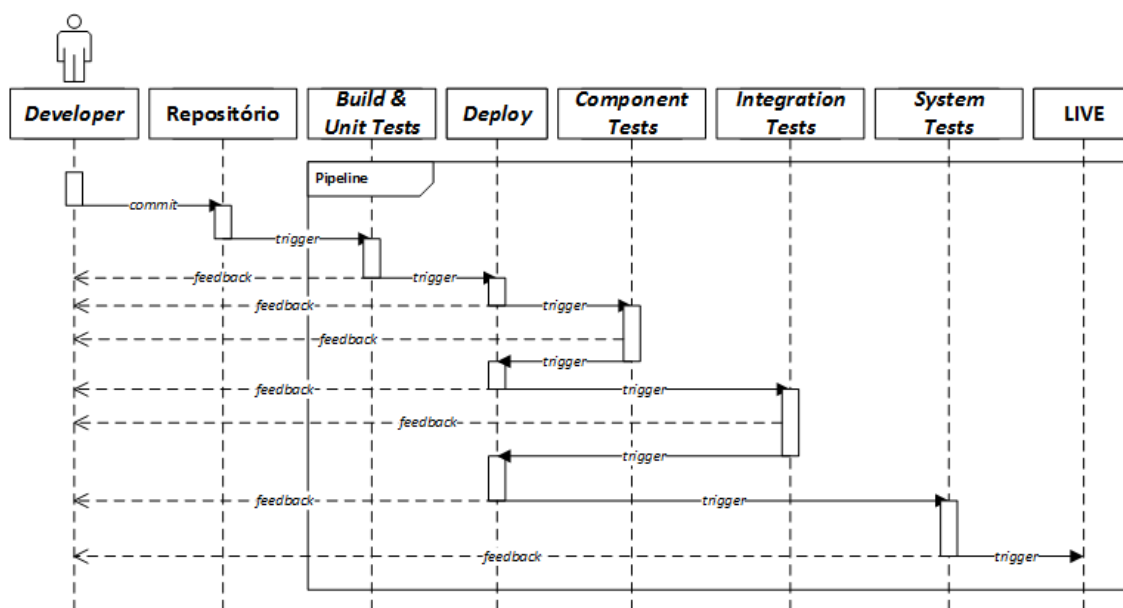 Developer
Repositório
Build &
Unit Tests
Deploy
Component
Tests
Integration
Tests
System
Tests
LIVE
Pipeline
commit
trigger
feedback
trigger
feedback
trigger
feedback
trigger
feedback
trigger
feedback
trigger
feedback
trigger
feedback
trigger